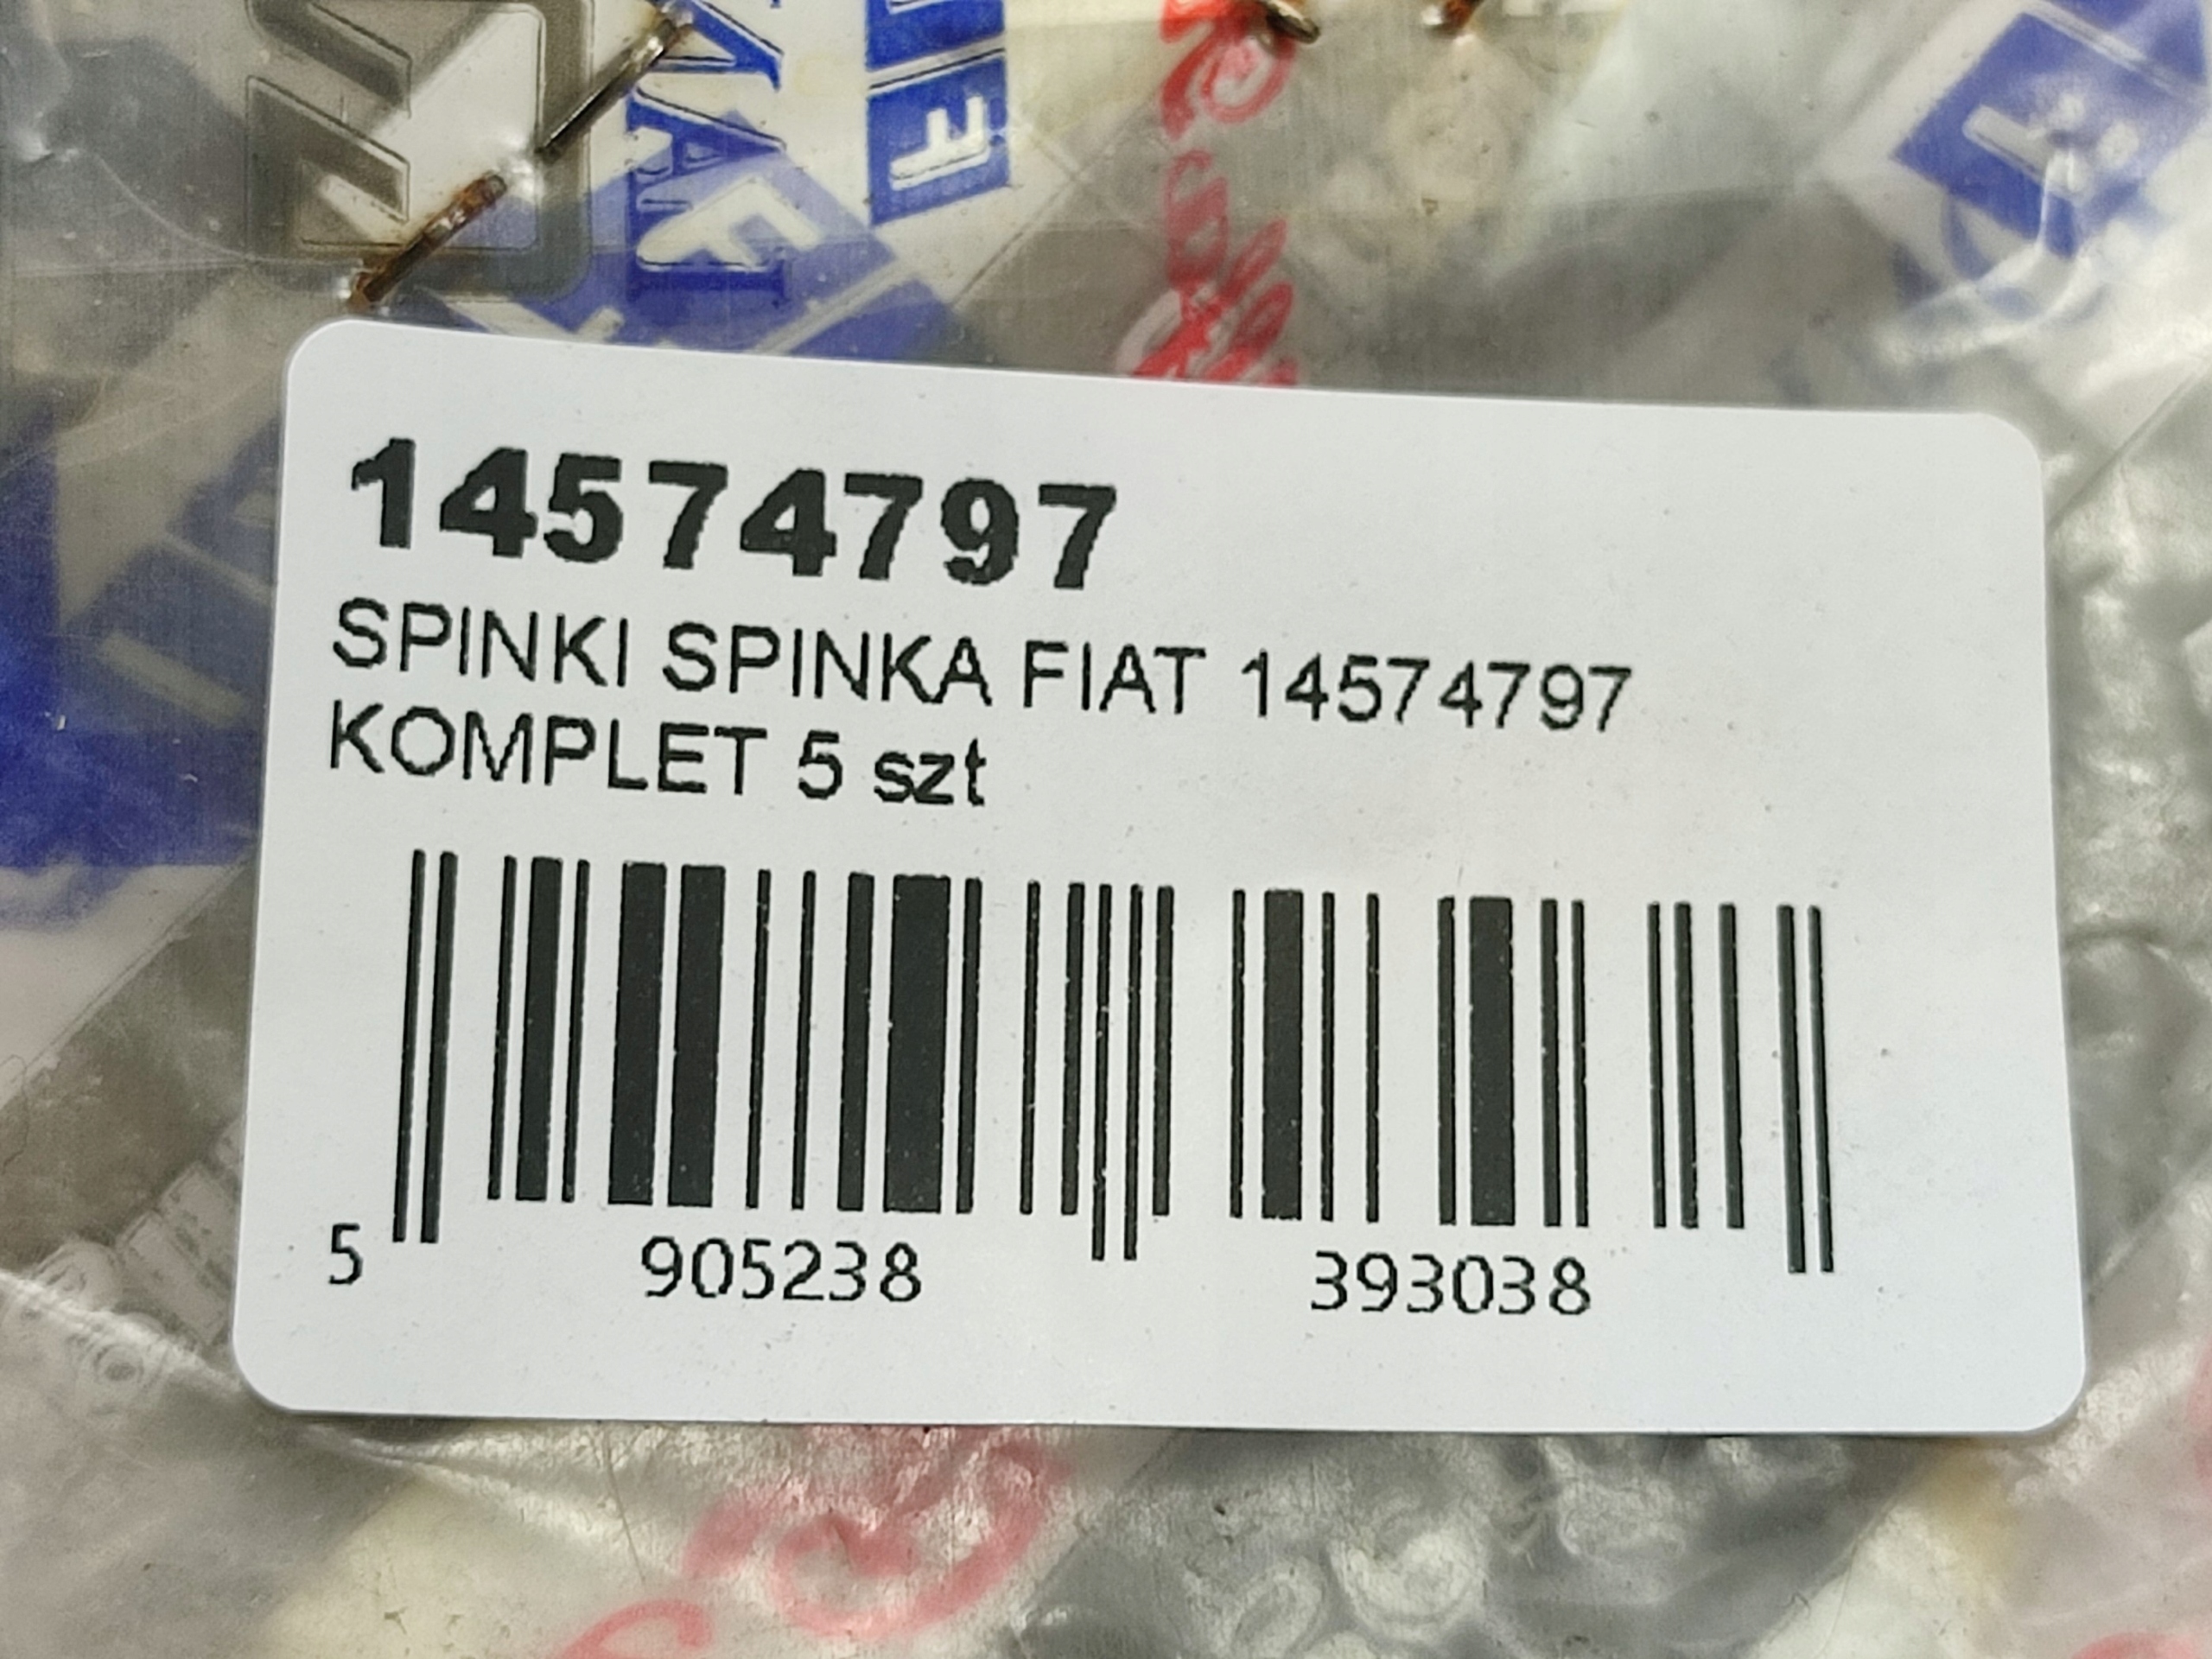 14574797
SPINKI SPINKA FIAT 14574797
KOMPLET 5 szt
5 905238 393038